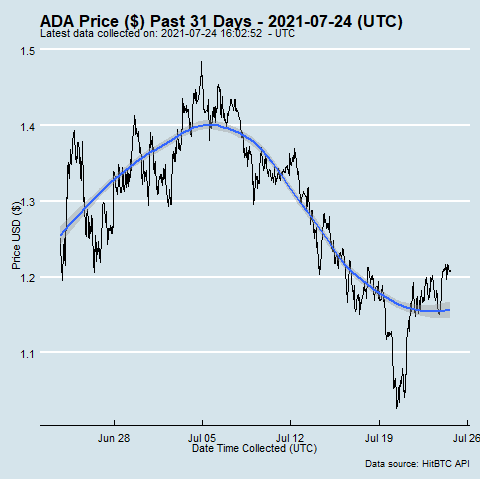 ADA Price ($) Past 31 Days - 2021-07-24 (UTC)
Latest data collected on: 2021-07-24 16:02:52 - UTC
1.5
1.4
1.3
1.2
1.1
Price USD ($)
Jun 28
Jul 05
Jul 12
Jul 19
Jul 26
Date Time Collected (UTC)
Data source: HitBTC API